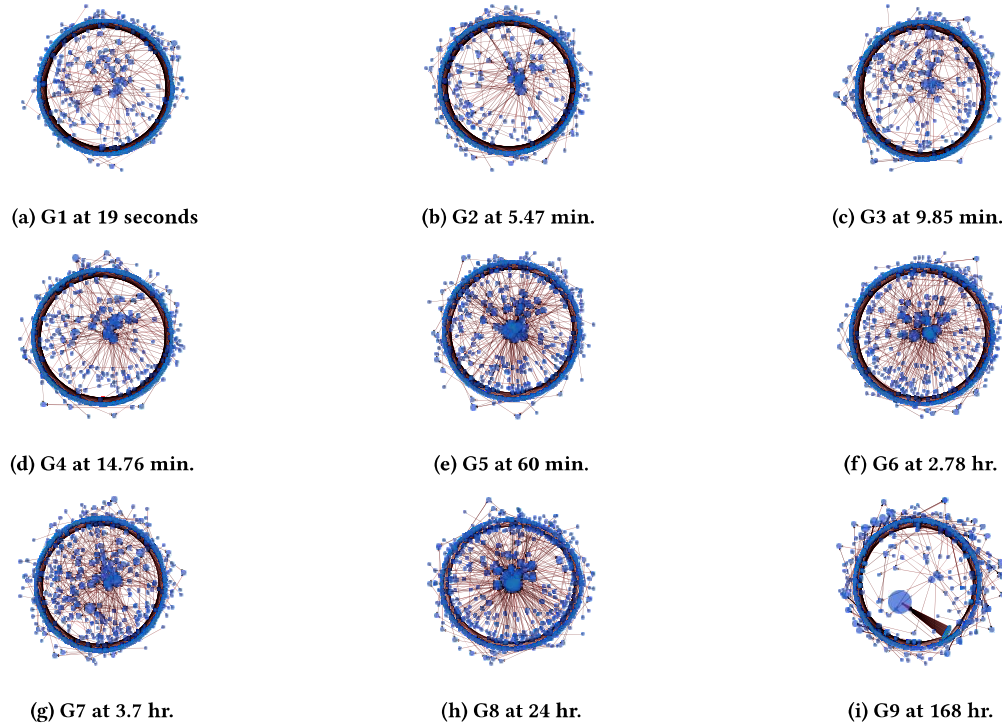 (a) G1 at 19 seconds
(b) G2 at 5.47 min.
(c) G3 at 9.85 min.
(d) G4 at 14.76 min.
(e) G5 at 60 min.
(f) G6 at 2.78 hr.
(g) G7 at 3.7 hr.
(h) G8 at 24 hr.
(i) G9 at 168 hr.